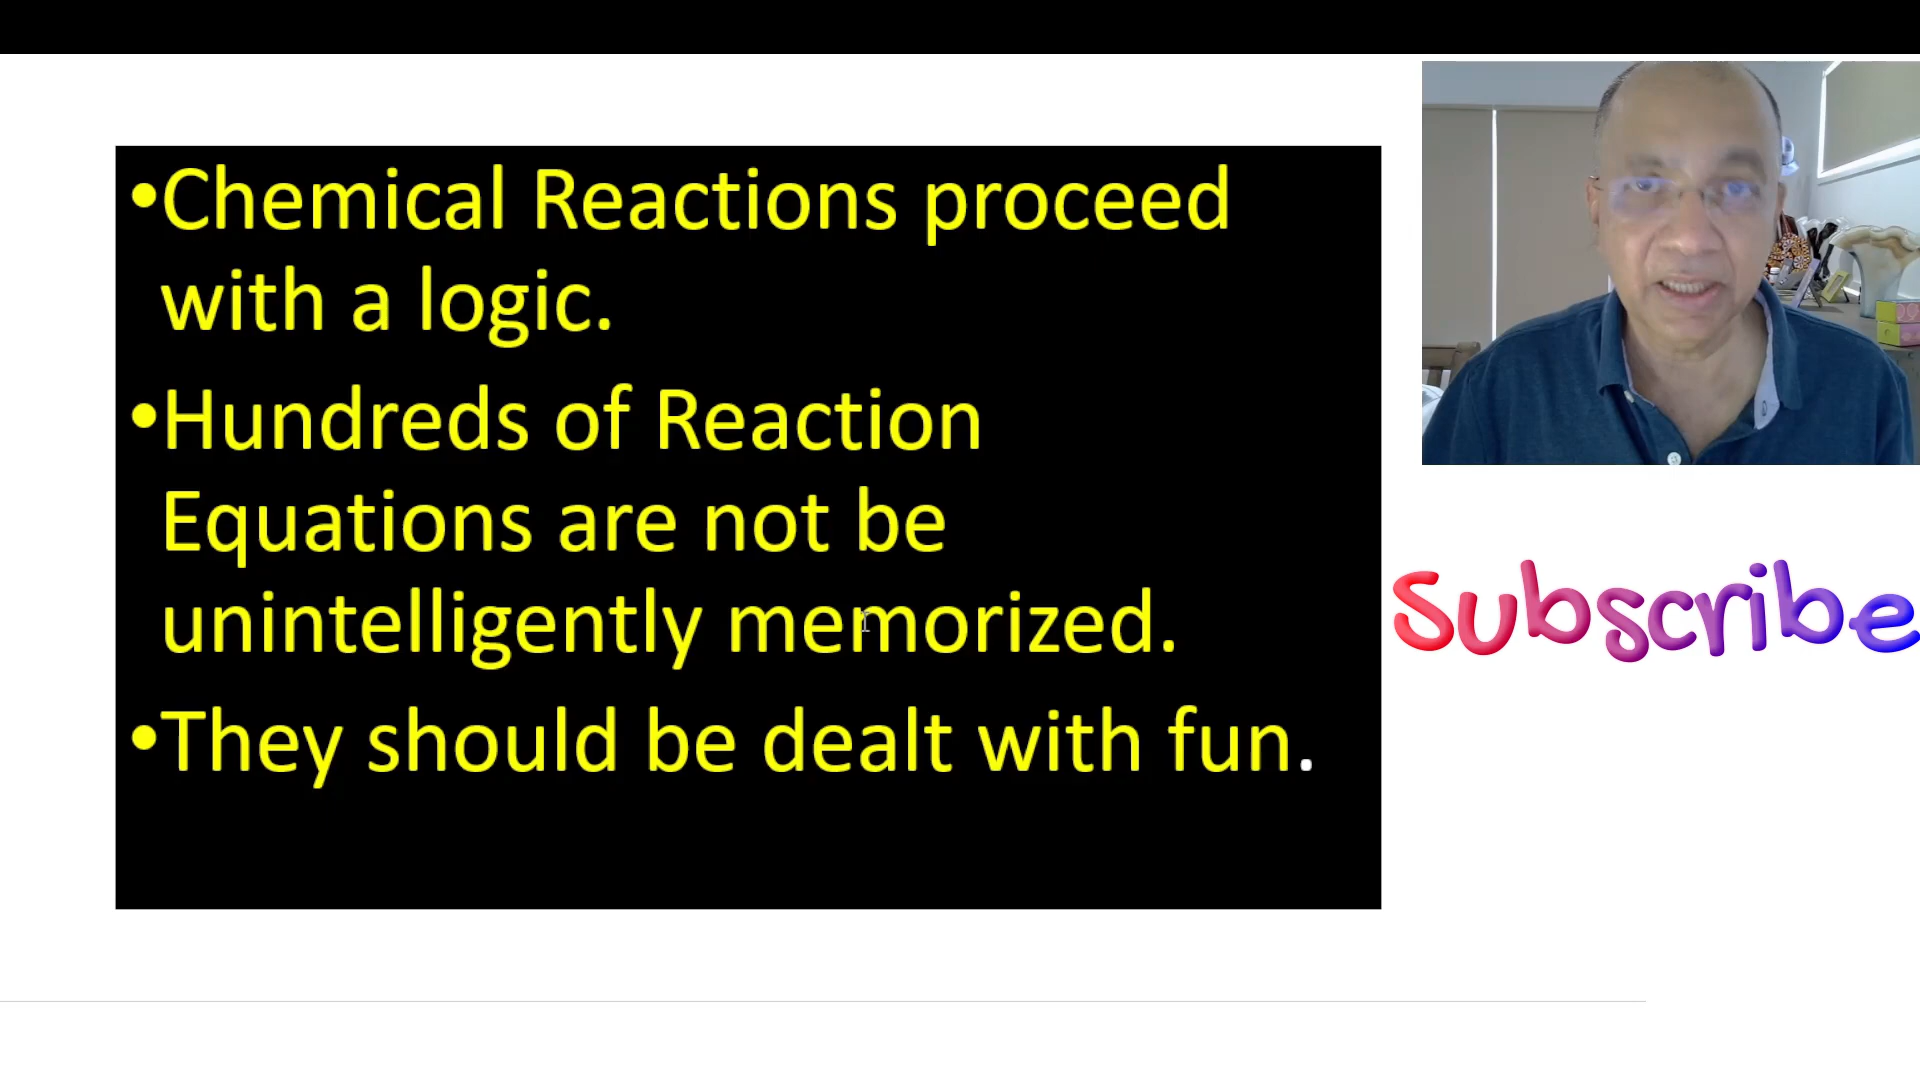 •Chemical Reactions proceed
with a logic.
•Hundreds of Reaction
Equations are not be
unintelligently memorized.
•They should be dealt with fun.
Subscribe